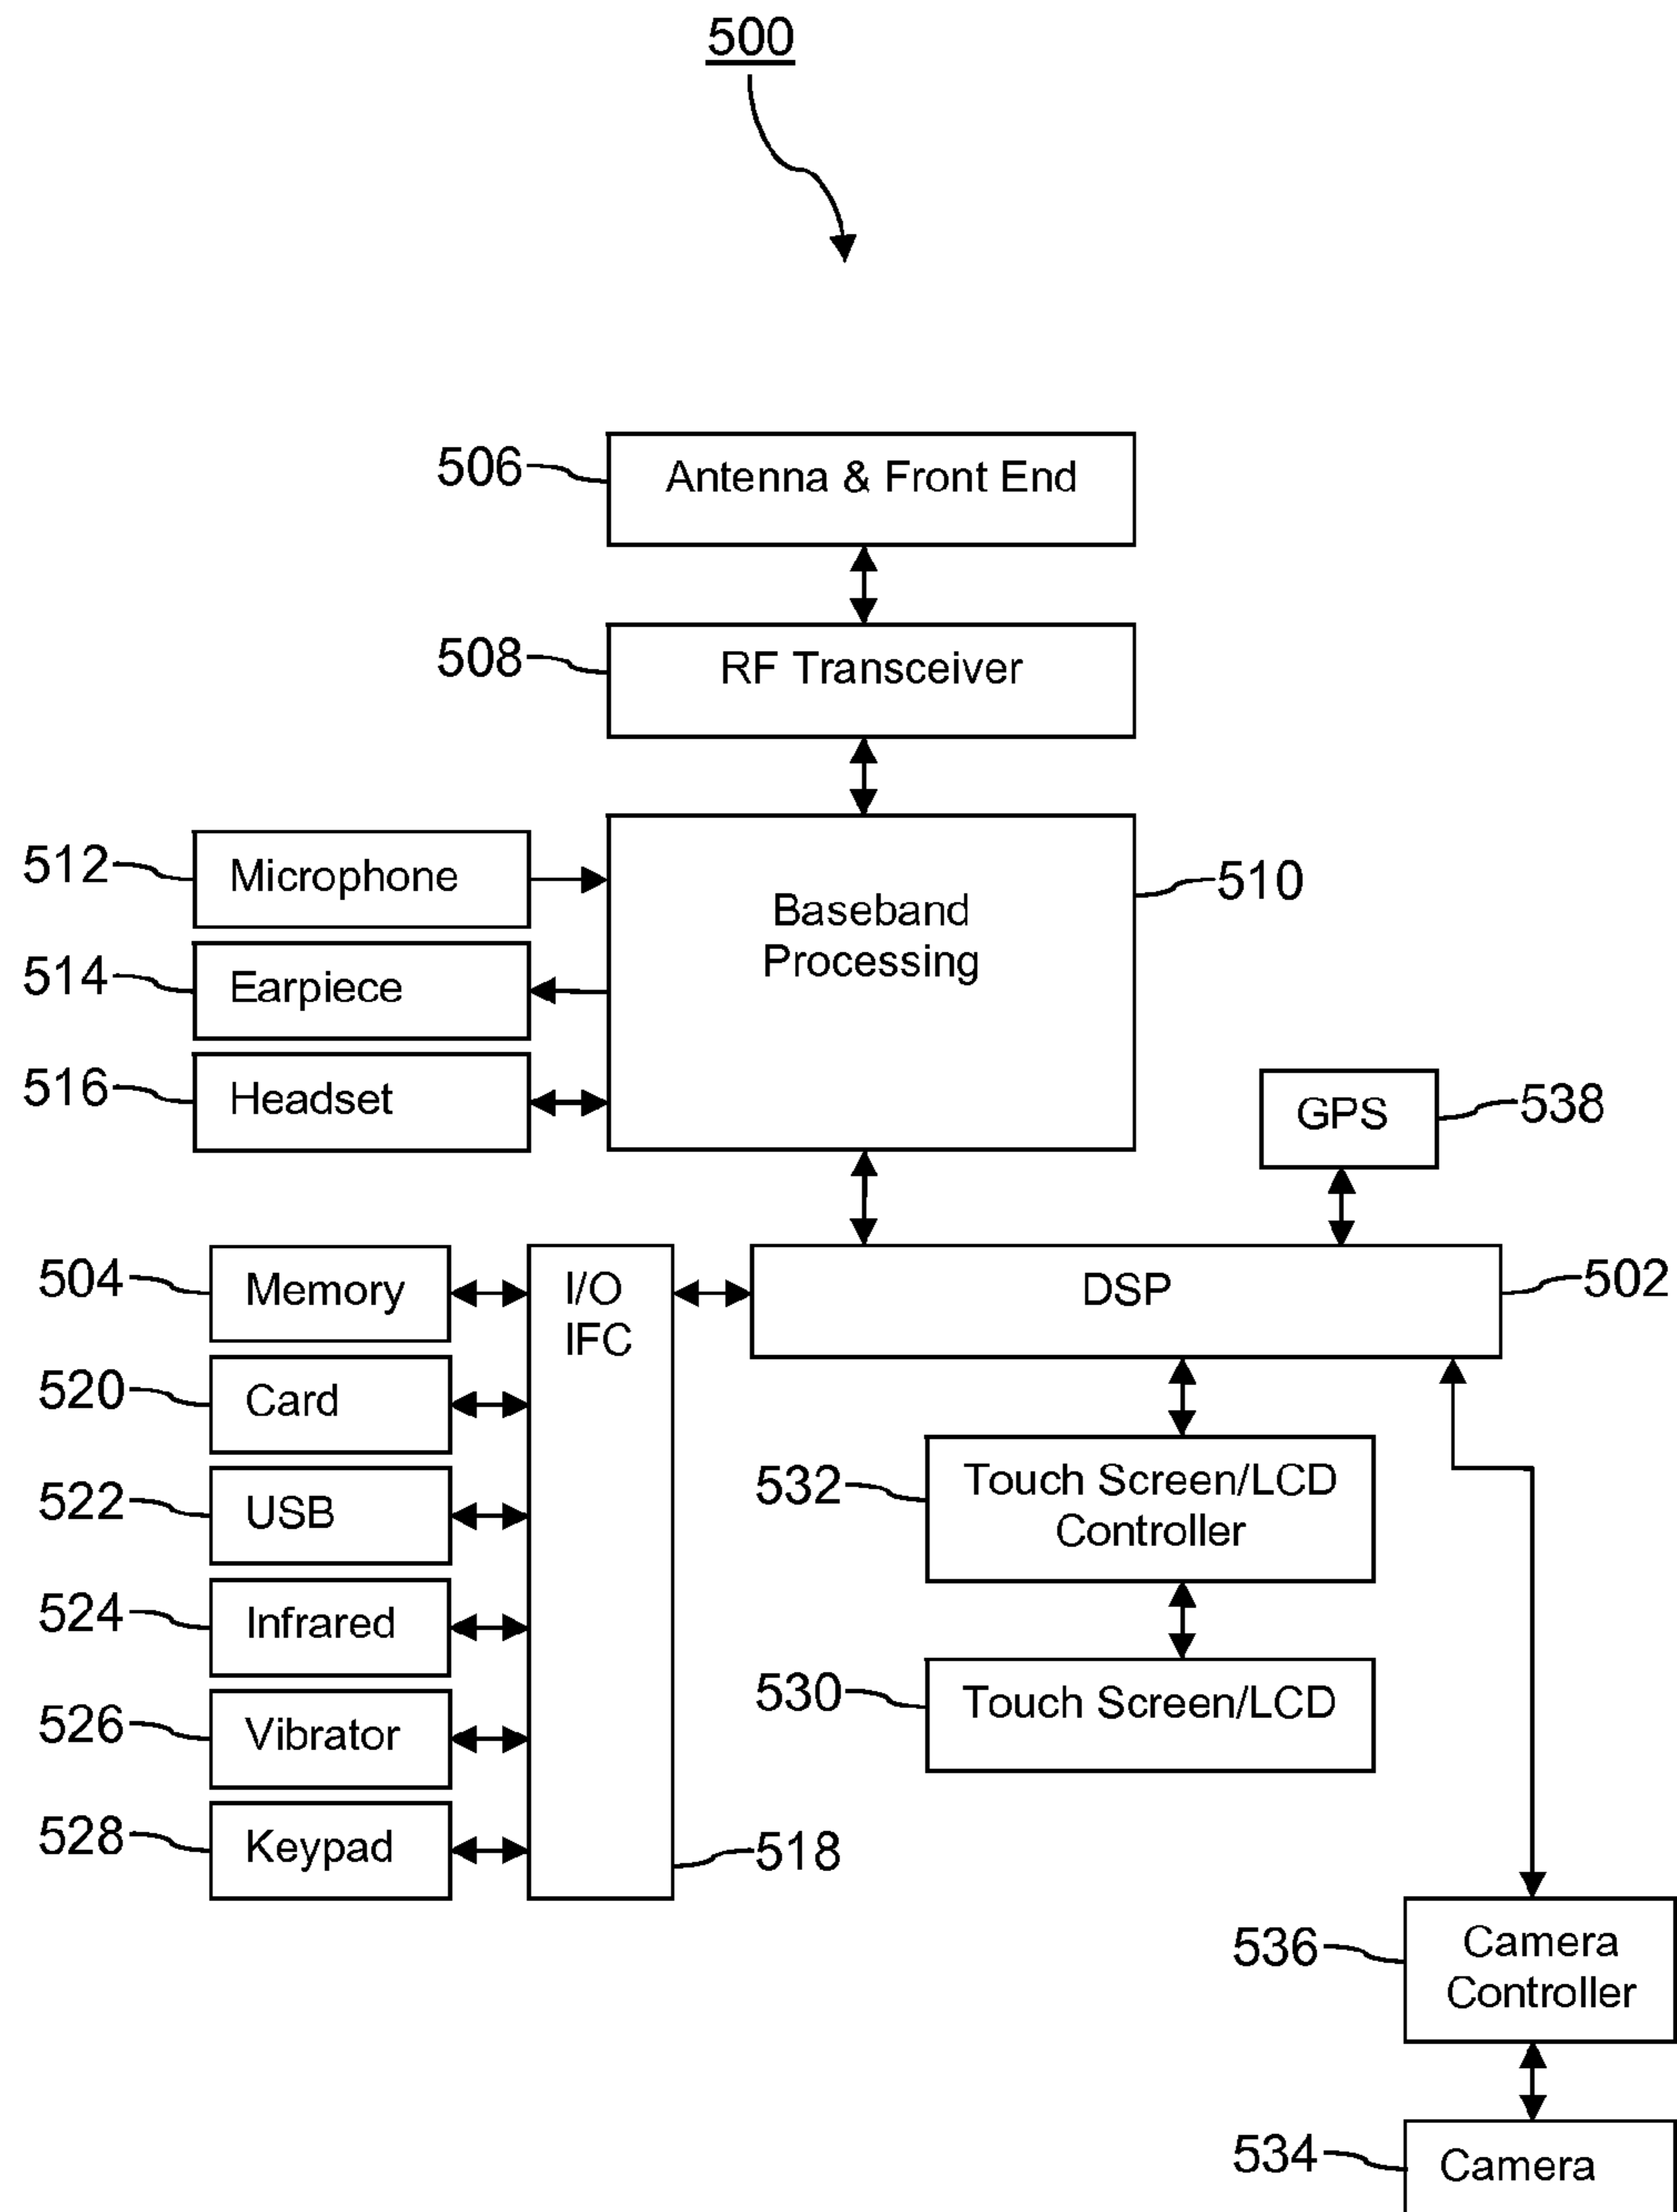 500
506
Antenna & Front End
508
RF Transceiver
512
Microphone
510
Baseband
Processing
514
Earpiece
516
Headset
GPS
538
504
Memory
I/O
IFC
DSP
502
520
Card
522
USB
532
Touch Screen/LCD
Controller
524
Infrared
530
Touch Screen/LCD
526
Vibrator
528
Keypad
518
536
Camera
Controller
534
Camera